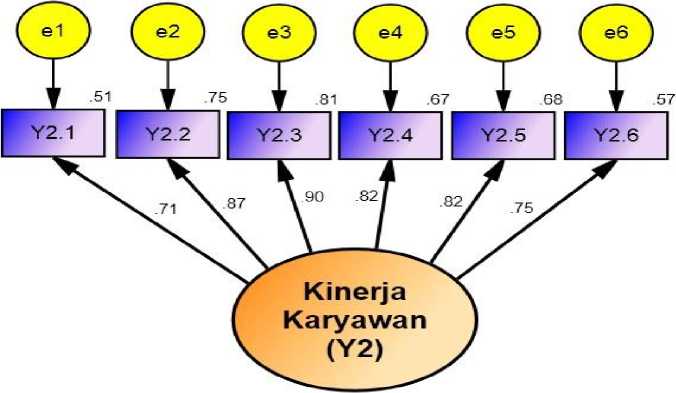 e1 e2 e3 e4 e5 e6
.51 .75 .81 .67 .68 .57
Y2.1 Y2.2 Y2.3 Y2.4 Y2.5 Y2.6
.71 .87 .90 .82 .82 .75
Kinerja
Karyawan
(Y2)